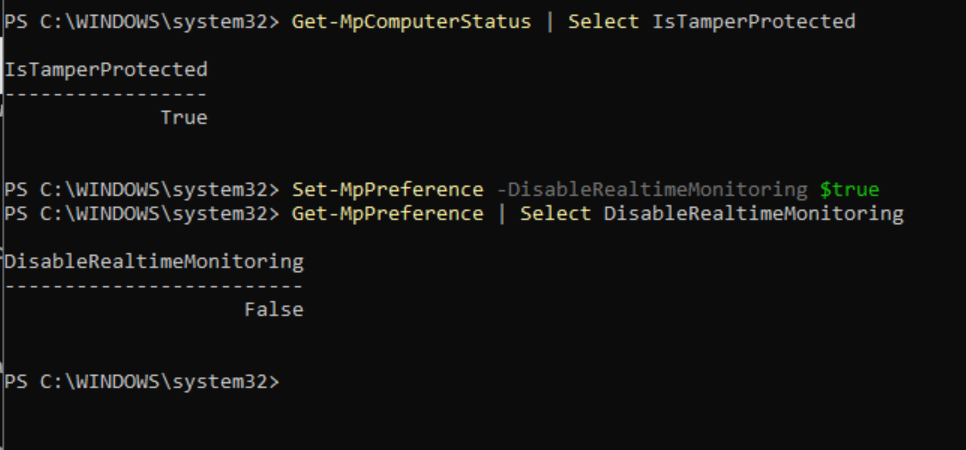 PS C:\WINDOWS\system32> Get-MpComputerStatus | Select IsTamperProtected
IsTamperProtected
-----------------
True
PS C:\WINDOWS\system32> Set-MpPreference -DisableRealtimeMonitoring $true
PS C:\WINDOWS\system32> Get-MpPreference | Select DisableRealtimeMonitoring
DisableRealtimeMonitoring
-------------------------
False
PS C:\WINDOWS\system32>